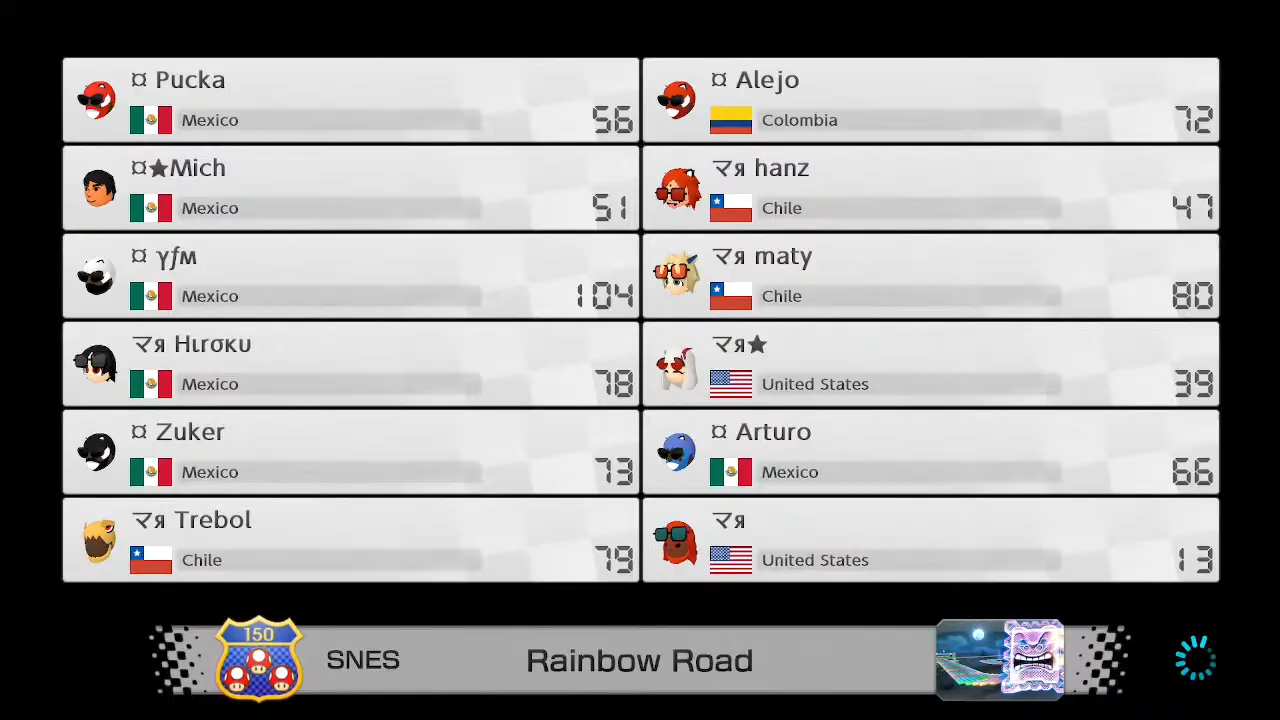 ¤ Pucka
Mexico
56
¤ Alejo
Colombia
72
¤★Mich
Mexico
51
マя hanz
Chile
47
¤ γƒм
Mexico
104
マя maty
Chile
80
マя Hιrσκυ
Mexico
78
マя★
United States
39
¤ Zuker
Mexico
73
¤ Arturo
Mexico
66
マя Trebol
Chile
79
マя
United States
13
150
SNES
Rainbow Road